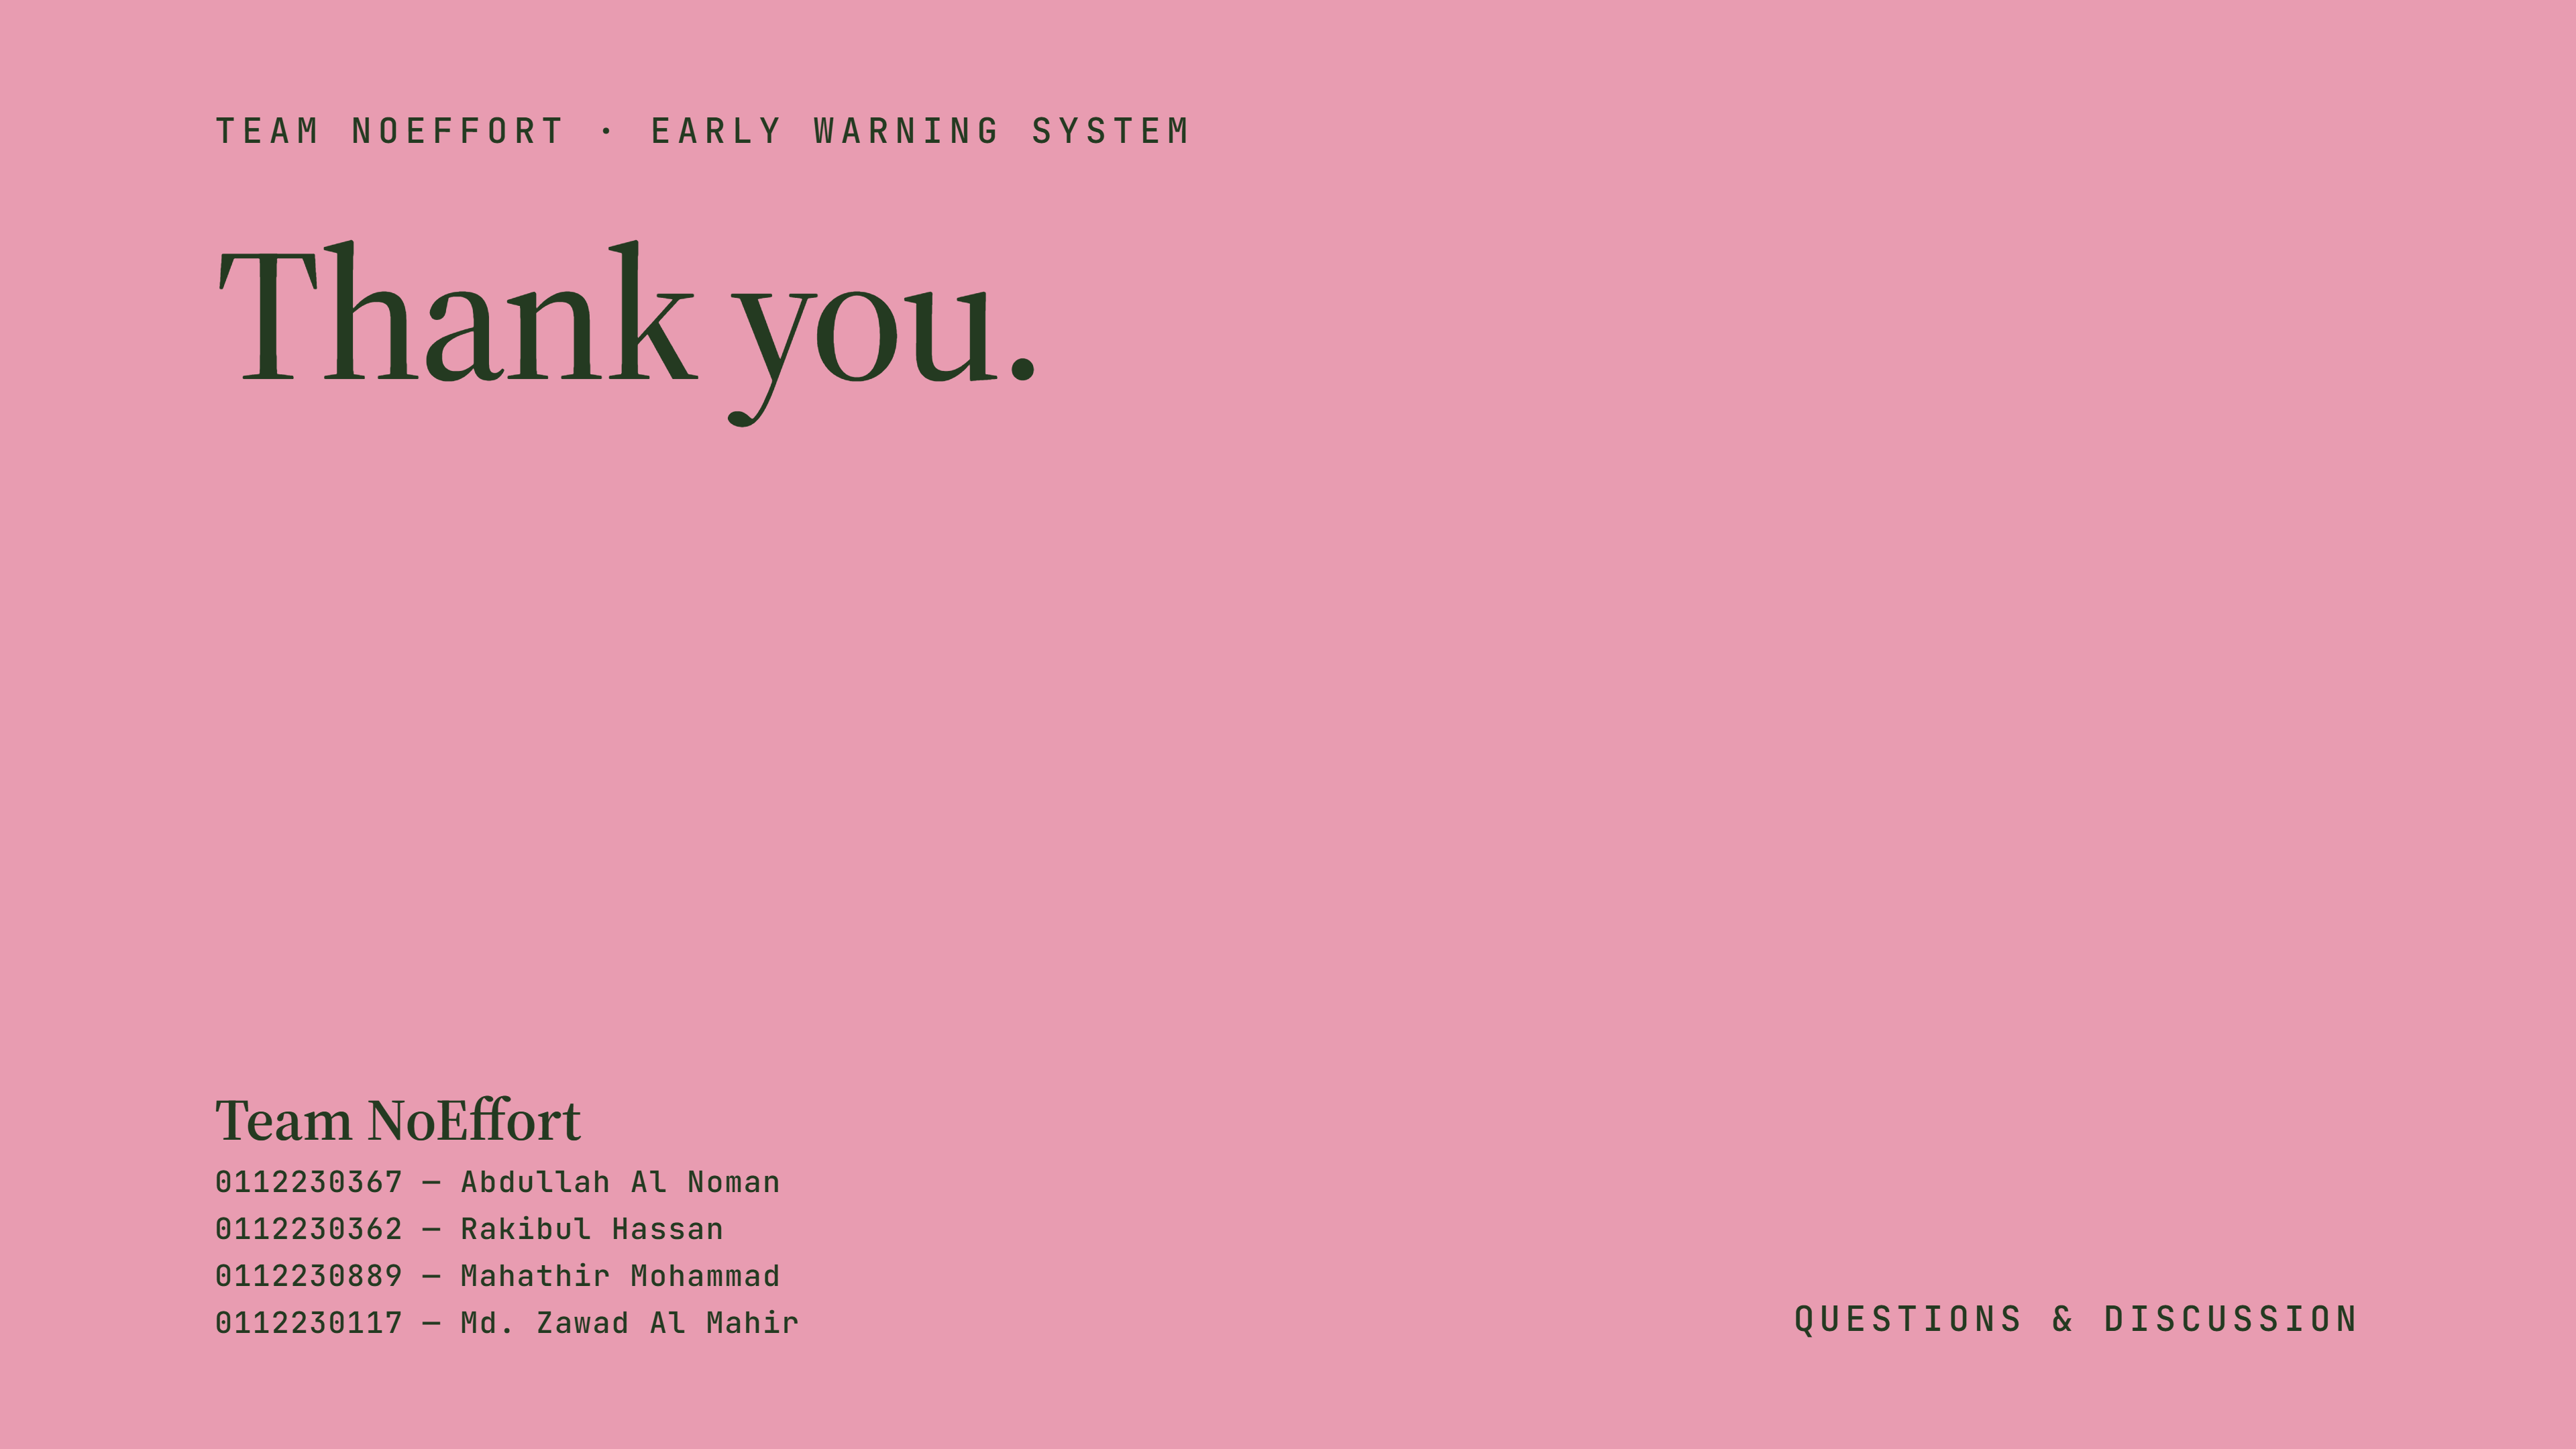 TEAM NOEFFORT · EARLY WARNING SYSTEM
Thank you.
Team NoEffort
0112230367 — Abdullah Al Noman
0112230362 — Rakibul Hassan
0112230889 — Mahathir Mohammad
0112230117 — Md. Zawad Al Mahir
QUESTIONS & DISCUSSION